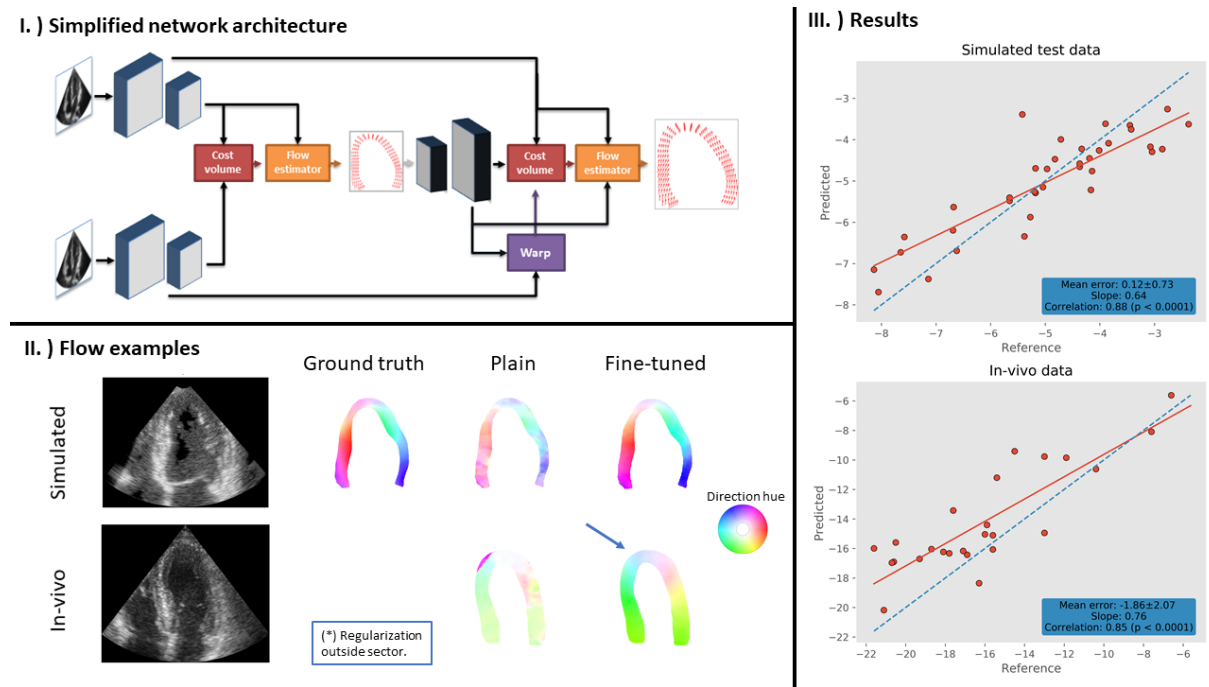 I. ) Simplified network architecture
Cost
volume
Flow
estimator
Cost
volume
Flow
estimator
Warp
II. ) Flow examples
Ground truth
Plain
Fine-tuned
Simulated
Direction hue
In-vivo
(*) Regularization
outside sector.
III. ) Results
Simulated test data
Predicted
−3
−4
−5
−6
−7
−8
Mean error: 0.12±0.73
Slope: 0.64
Correlation: 0.88 (p < 0.0001)
−8 −7 −6 −5 −4 −3
Reference
In-vivo data
Predicted
−6
−8
−10
−12
−14
−16
−18
−20
−22
Mean error: -1.86±2.07
Slope: 0.76
Correlation: 0.85 (p < 0.0001)
−22 −20 −18 −16 −14 −12 −10 −8 −6
Reference